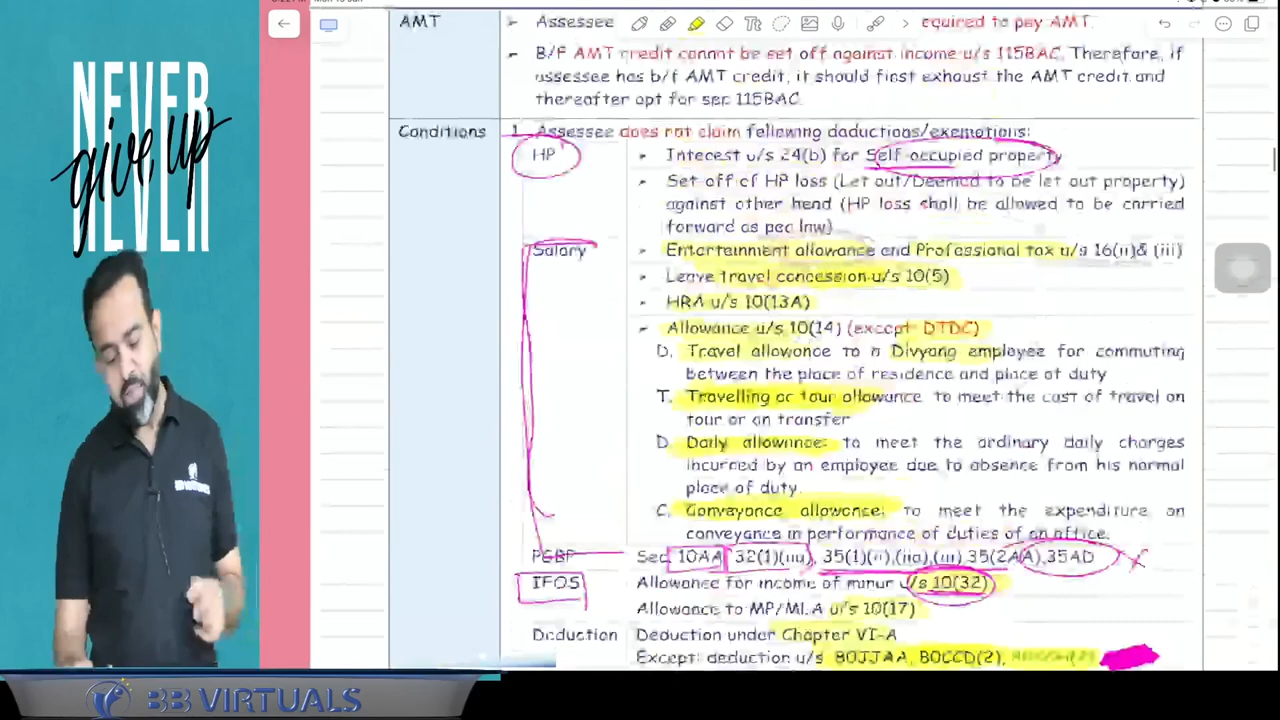 NEVER
give up
NEVER
AMT
Assessee
equired to pay AMT.
B/F AMT credit cannot be set off against income u/s 115BAC. Therefore, if
assessee has b/f AMT credit, it should first exhaust the AMT credit and
thereafter opt for sec 115BAC.
Conditions
1. Assessee does not claim following deductions/exemptions:
HP
Interest u/s 24(b) for Self-occupied property
Set off of HP loss (Let out/Deemed to be let out property)
against other head (HP loss shall be allowed to be carried
forward as per law)
Salary
Entertainment allowance and Professional tax u/s 16(ii)& (iii)
Leave travel concession u/s 10(5)
HRA u/s 10(13A)
Allowance u/s 10(14) (except DTDC)
D. Travel allowance to a Divyang employee for commuting
between the place of residence and place of duty
T. Travelling or tour allowance to meet the cost of travel on
tour or on transfer
D. Daily allowance: to meet the ordinary daily charges
incurred by an employee due to absence from his normal
place of duty.
C. Conveyance allowance: to meet the expenditure on
conveyance in performance of duties of an office.
PGBP
Sec 10AA, 32(1)(iia), 35(1)(ii),(iia),(iii), 35(2AA),35AD
IFOS
Allowance for income of minor u/s 10(32)
Allowance to MP/MLA u/s 10(17)
Deduction
Deduction under Chapter VI-A
Except: deduction u/s 80JJAA, 80CCD(2),
BB VIRTUALS
BB VIRTUALS